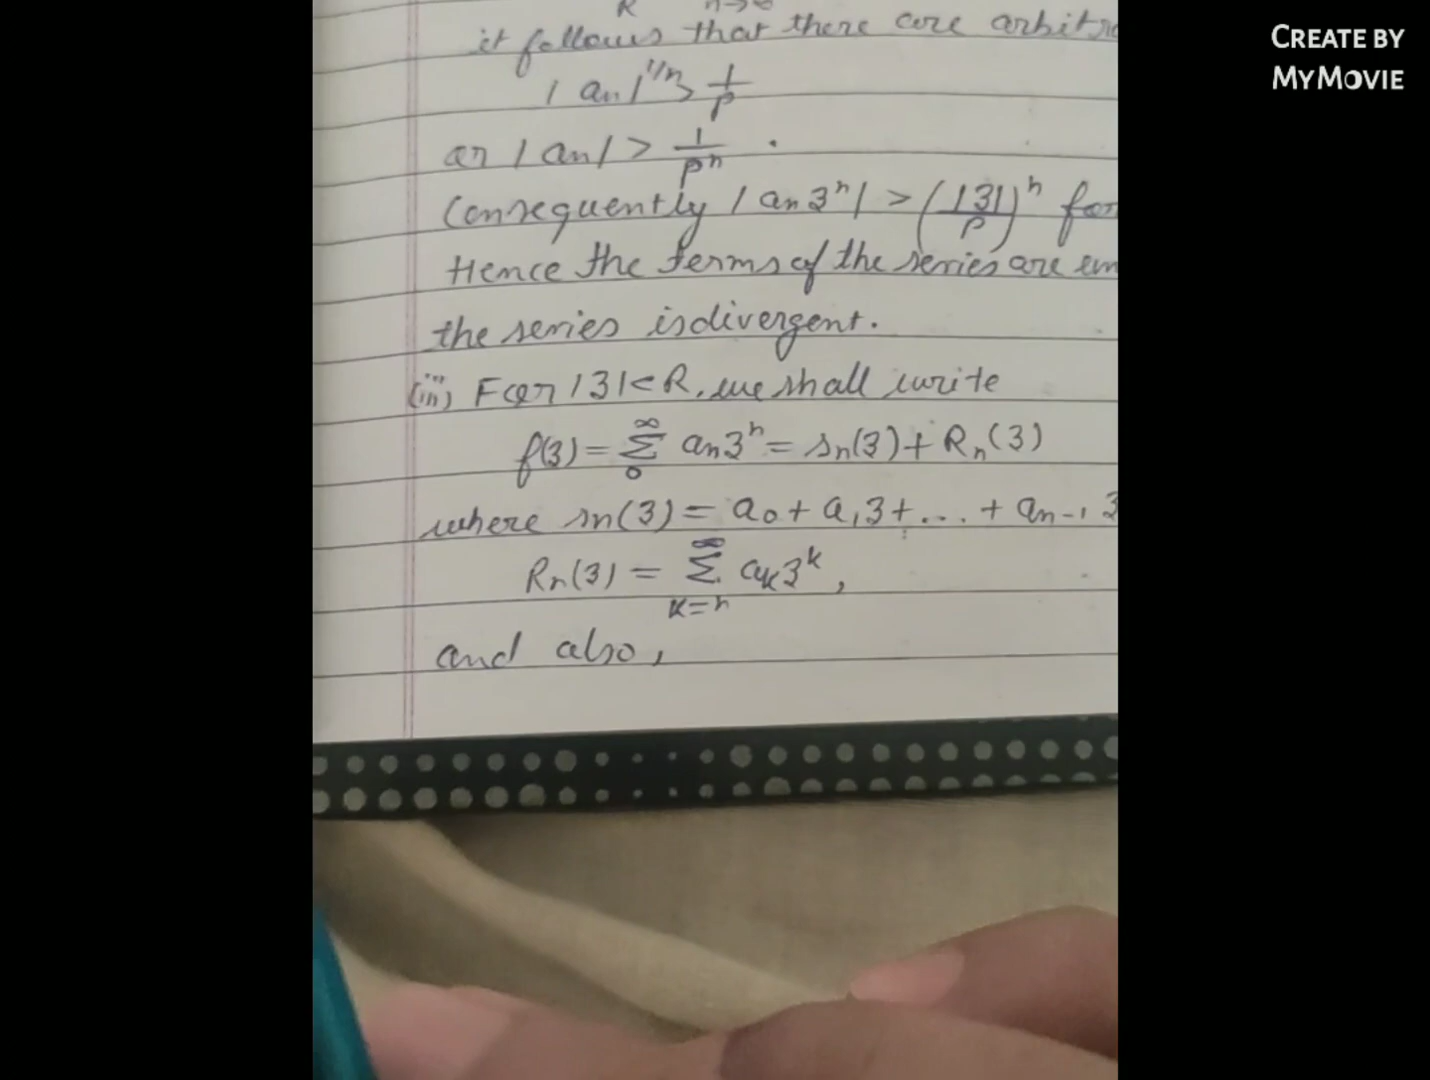 it follows that there are
|an|^1/n > 1/ρ
or |an| > 1/ρ^n .
Consequently |an z^n| > (|z|/ρ)^n for
Hence the terms of the series are un
the series is divergent.
(iii) For |z| < R, we shall write
f(z) = ∑_0^∞ an z^n = sn(z) + Rn(z)
where sn(z) = a0 + a1z + ... + an-1 z
Rn(z) = ∑_{k=n}^∞ ak z^k ,
and also,
CREATE BY
MYMOVIE